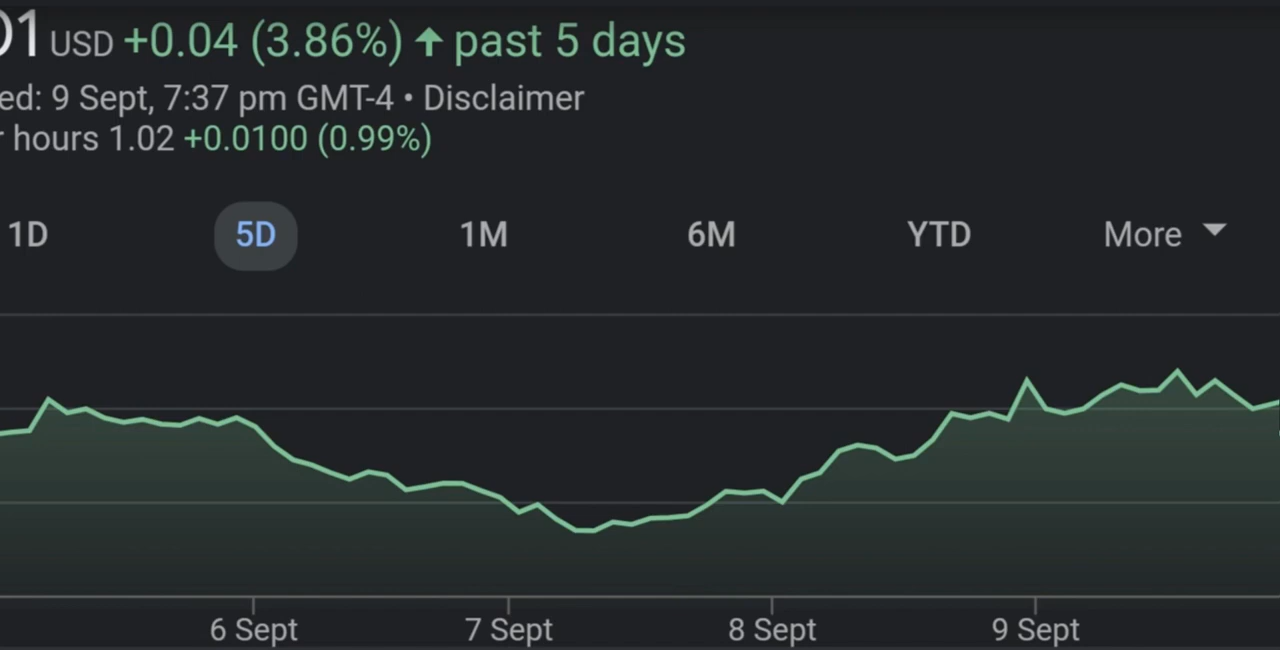 01 USD +0.04 (3.86%) ↑ past 5 days
ed: 9 Sept, 7:37 pm GMT-4 • Disclaimer
r hours 1.02 +0.0100 (0.99%)
1D 5D 1M 6M YTD More
6 Sept 7 Sept 8 Sept 9 Sept